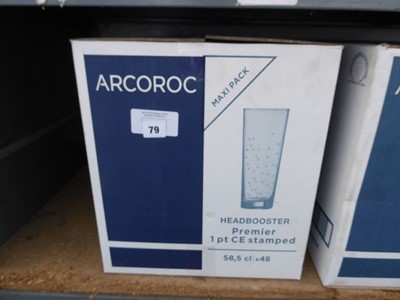 ARCOROC
MAXI PACK
79
HEADBOOSTER
Premier
1 pt CE stamped
58,5 cl x48